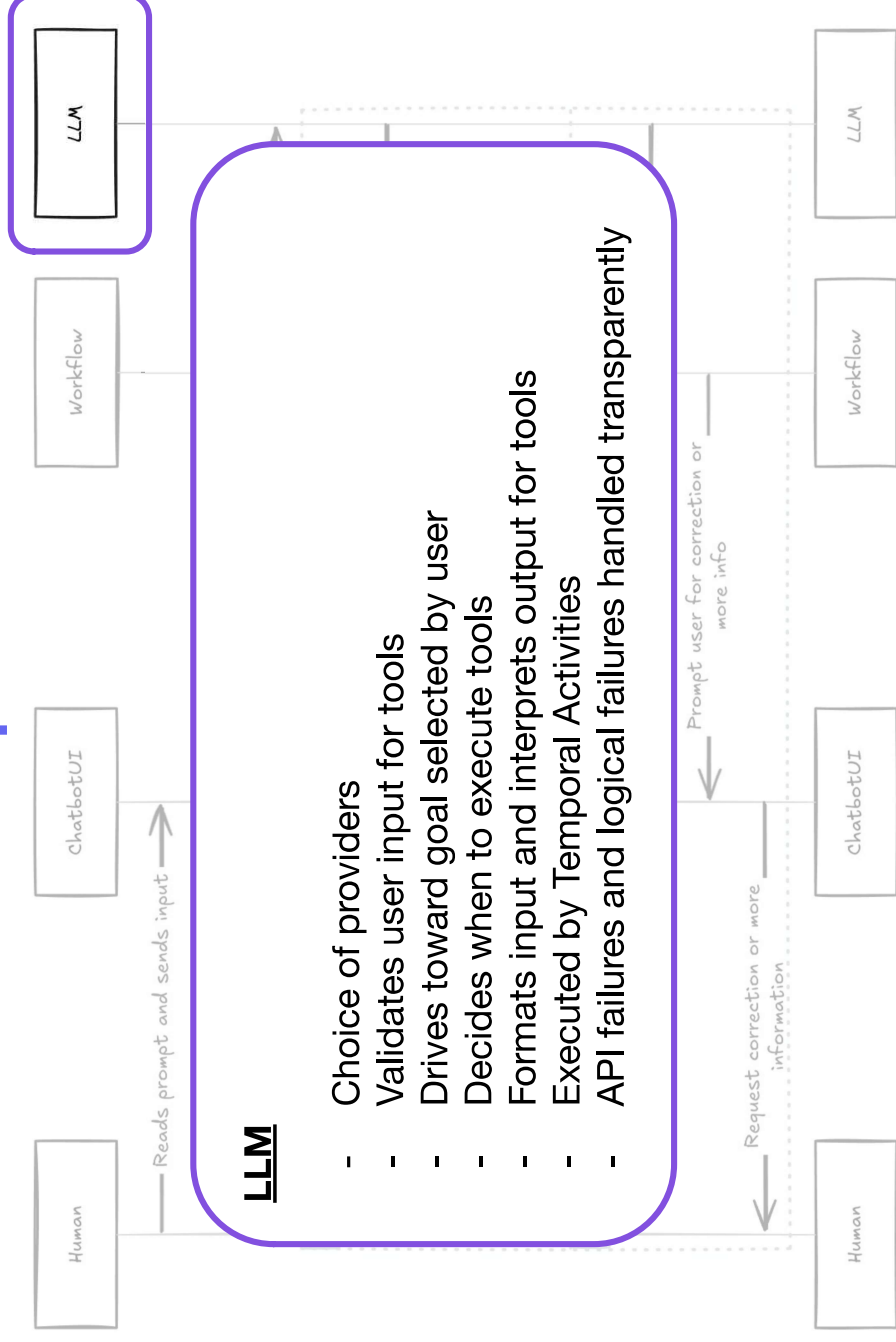 Human
ChatbotUI
Workflow
LLM
Reads prompt and sends input
LLM
- Choice of providers
- Validates user input for tools
- Drives toward goal selected by user
- Decides when to execute tools
- Formats input and interprets output for tools
- Executed by Temporal Activities
- API failures and logical failures handled transparently
Prompt user for correction or
more info
Request correction or more
information
Human
ChatbotUI
Workflow
LLM